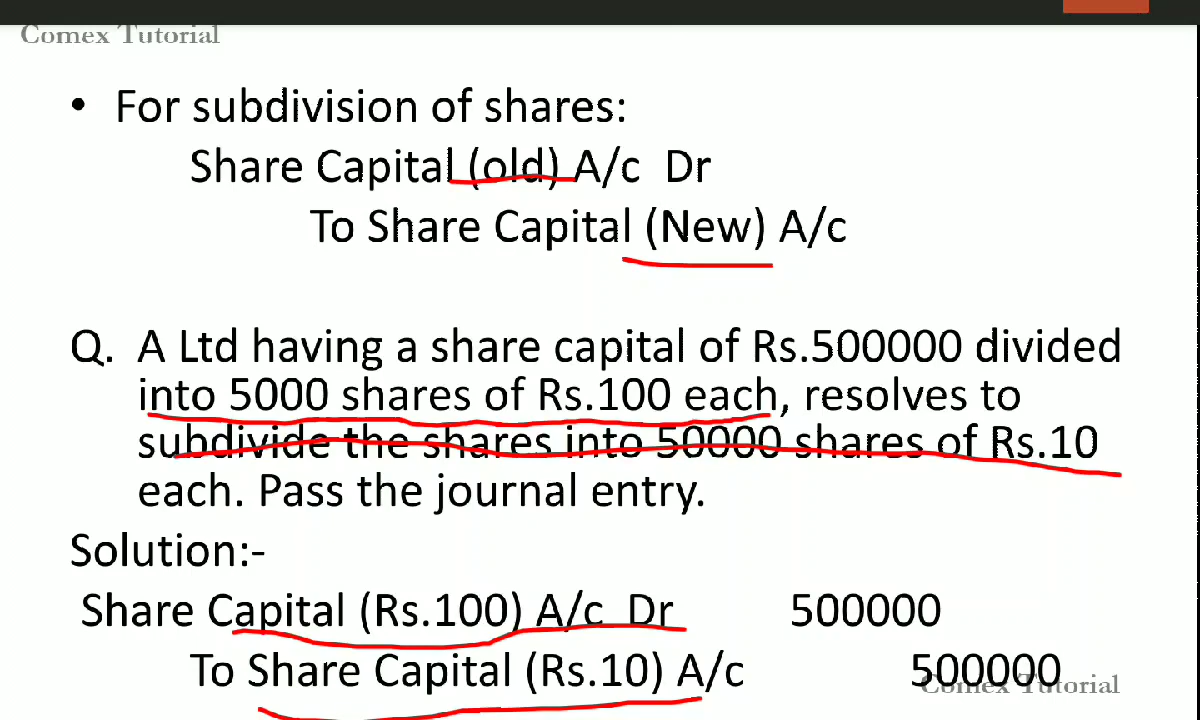 Comex Tutorial
• For subdivision of shares:
Share Capital (old) A/c Dr
To Share Capital (New) A/c
Q. A Ltd having a share capital of Rs.500000 divided
into 5000 shares of Rs.100 each, resolves to
subdivide the shares into 50000 shares of Rs.10
each. Pass the journal entry.
Solution:-
Share Capital (Rs.100) A/c Dr 500000
To Share Capital (Rs.10) A/c 500000
Comex Tutorial